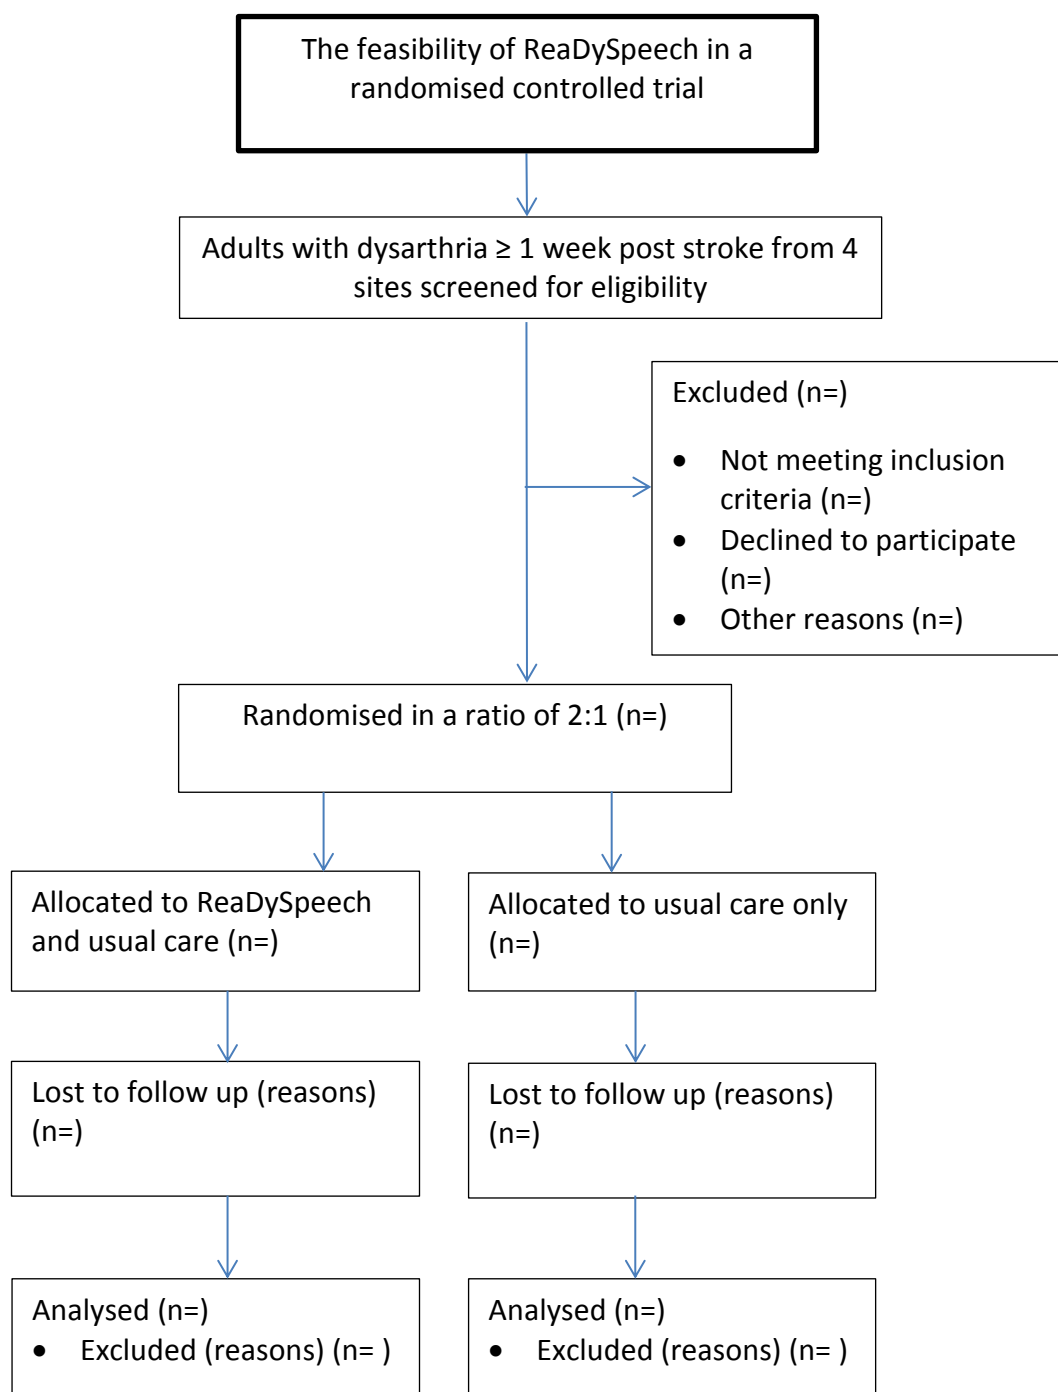 The feasibility of ReaDySpeech in a
randomised controlled trial
Adults with dysarthria ≥ 1 week post stroke from 4
sites screened for eligibility
Excluded (n=)
• Not meeting inclusion
criteria (n=)
• Declined to participate
(n=)
• Other reasons (n=)
Randomised in a ratio of 2:1 (n=)
Allocated to ReaDySpeech
and usual care (n=)
Allocated to usual care only
(n=)
Lost to follow up (reasons)
(n=)
Lost to follow up (reasons)
(n=)
Analysed (n=)
• Excluded (reasons) (n= )
Analysed (n=)
• Excluded (reasons) (n= )